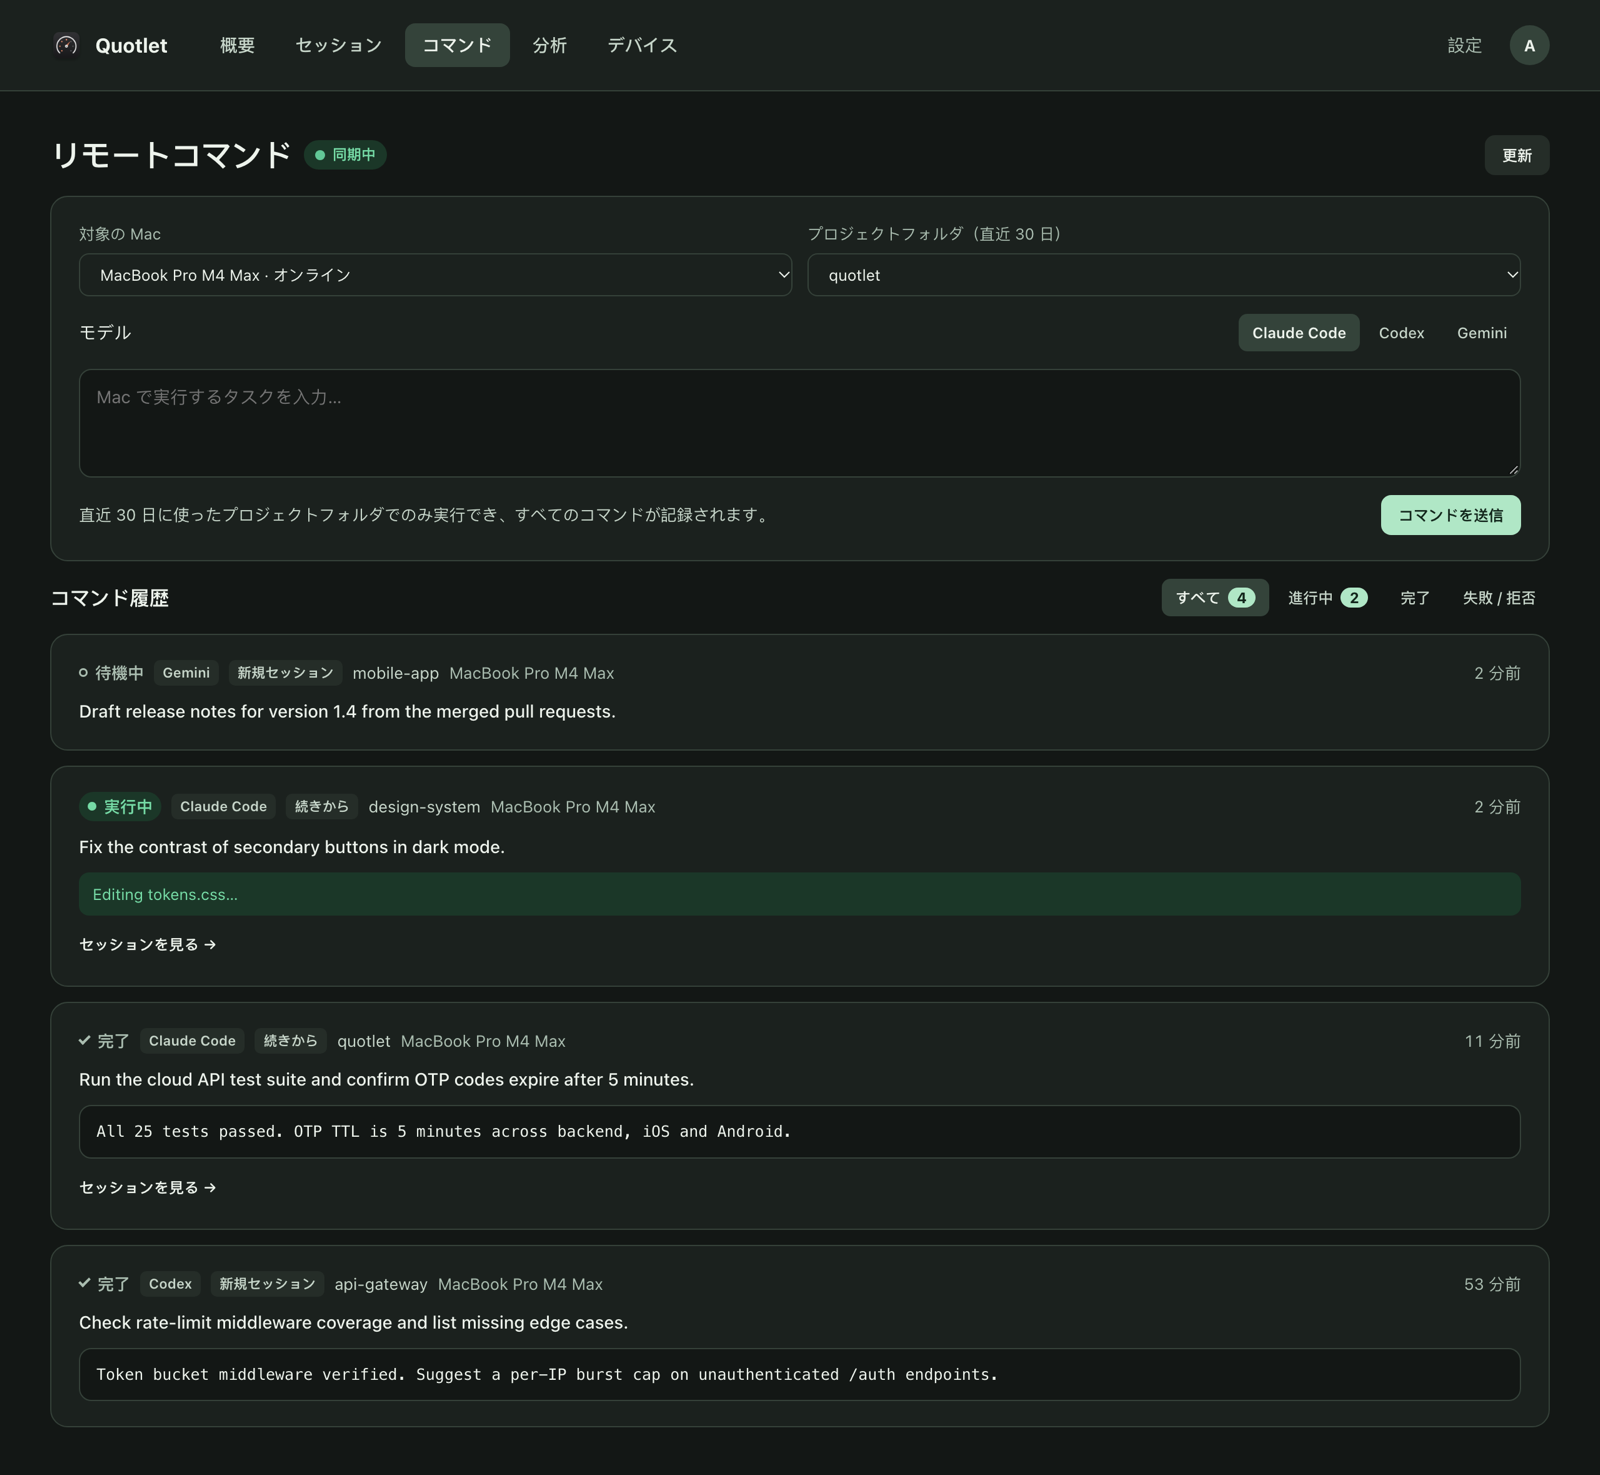 Quotlet 概要 セッション コマンド 分析 デバイス 設定 A
リモートコマンド 同期中 更新
対象の Mac プロジェクトフォルダ（直近 30 日）
MacBook Pro M4 Max · オンライン quotlet
モデル Claude Code Codex Gemini
Mac で実行するタスクを入力...
直近 30 日に使ったプロジェクトフォルダでのみ実行でき、すべてのコマンドが記録されます。 コマンドを送信
コマンド履歴 すべて 4 進行中 2 完了 失敗 / 拒否
待機中 Gemini 新規セッション mobile-app MacBook Pro M4 Max 2 分前
Draft release notes for version 1.4 from the merged pull requests.
実行中 Claude Code 続きから design-system MacBook Pro M4 Max 2 分前
Fix the contrast of secondary buttons in dark mode.
Editing tokens.css...
セッションを見る →
✓ 完了 Claude Code 続きから quotlet MacBook Pro M4 Max 11 分前
Run the cloud API test suite and confirm OTP codes expire after 5 minutes.
All 25 tests passed. OTP TTL is 5 minutes across backend, iOS and Android.
セッションを見る →
✓ 完了 Codex 新規セッション api-gateway MacBook Pro M4 Max 53 分前
Check rate-limit middleware coverage and list missing edge cases.
Token bucket middleware verified. Suggest a per-IP burst cap on unauthenticated /auth endpoints.